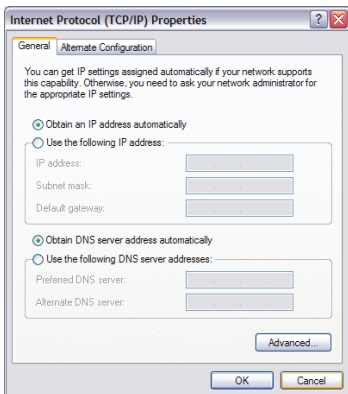 Internet Protocol (TCP/IP) Properties
General Alternate Configuration
You can get IP settings assigned automatically if your network supports
this capability. Otherwise, you need to ask your network administrator for
the appropriate IP settings.
Obtain an IP address automatically
Use the following IP address:
IP address:
Subnet mask:
Default gateway:
Obtain DNS server address automatically
Use the following DNS server addresses:
Preferred DNS server:
Alternate DNS server:
Advanced...
OK Cancel